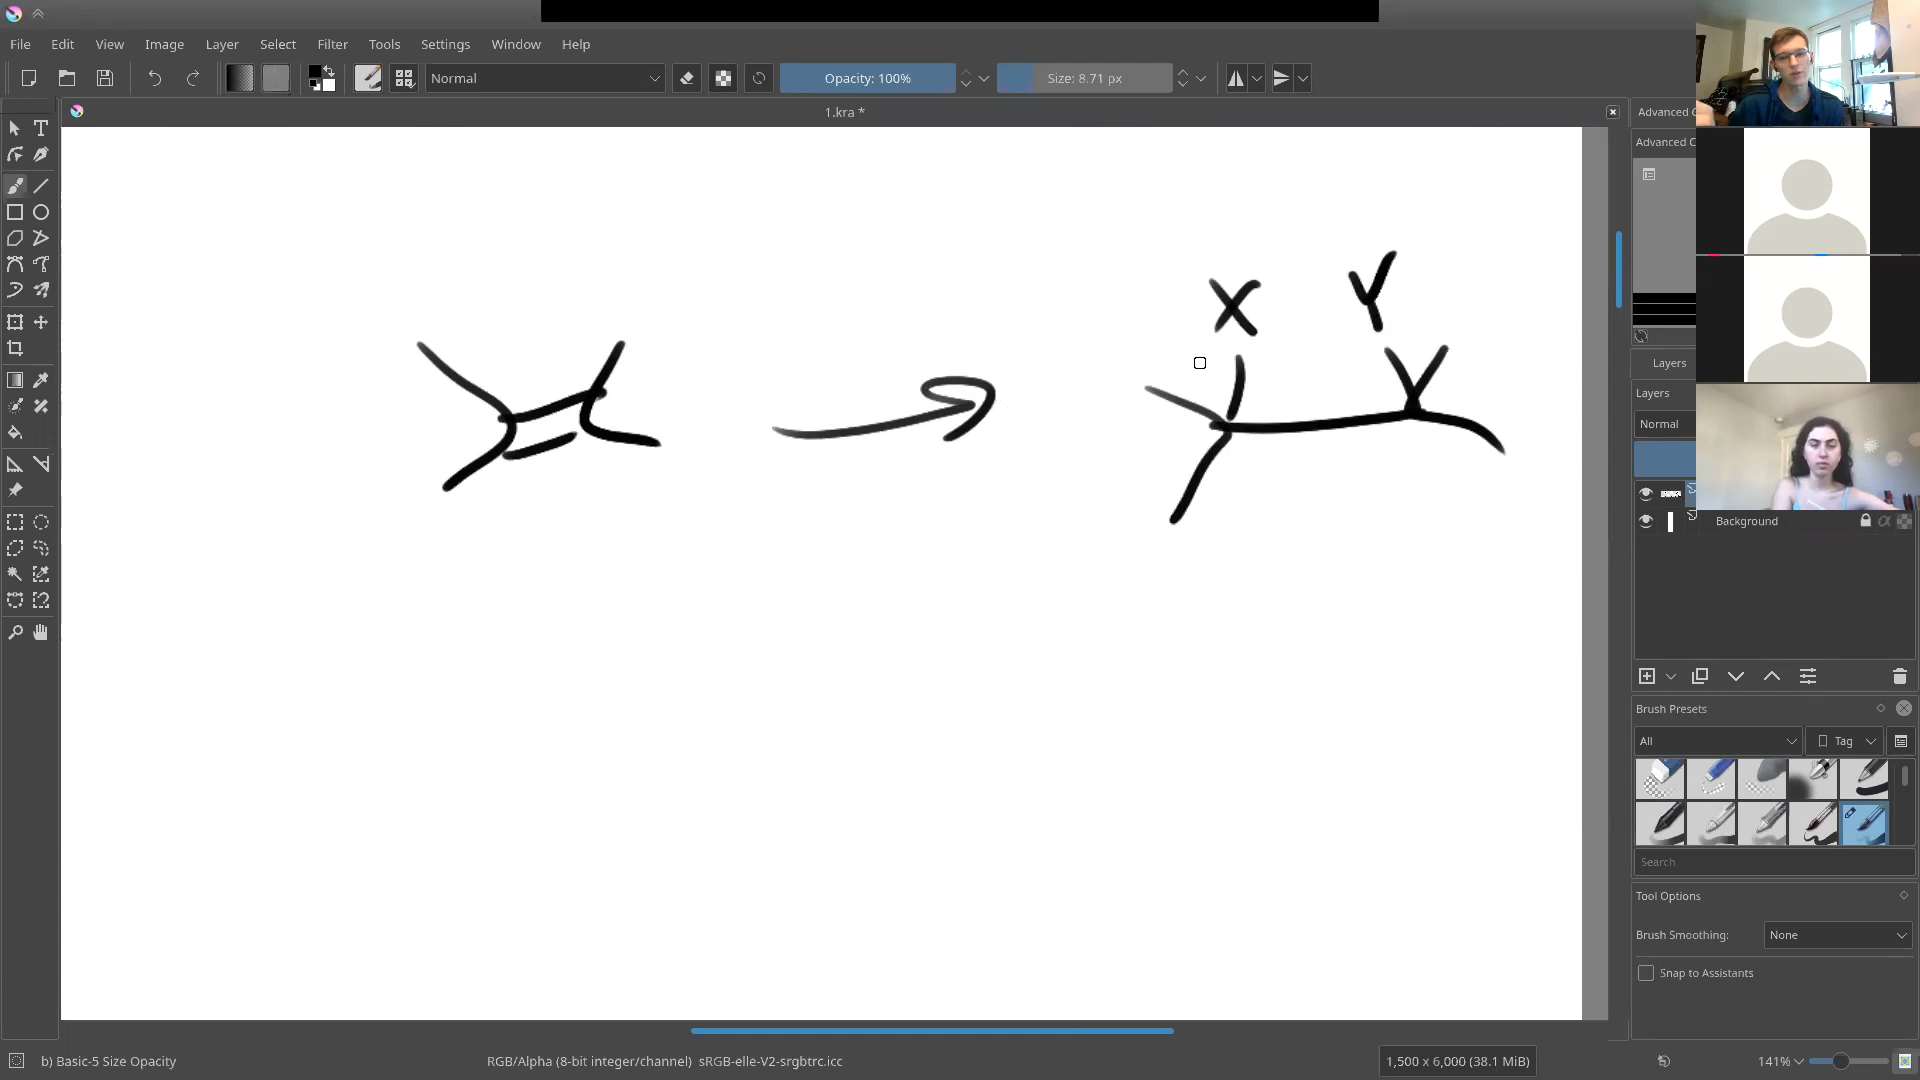 File Edit View Image Layer Select Filter Tools Settings Window Help
Normal
Opacity: 100%
Size: 8.71 px
1.kra *
Advanced C
Advanced C
X Y
Layers
Layers
Normal
Background
Brush Presets
All
Tag
Search
Tool Options
Brush Smoothing:
None
Snap to Assistants
b) Basic-5 Size Opacity
RGB/Alpha (8-bit integer/channel) sRGB-elle-V2-srgbtrc.icc
1,500 x 6,000 (38.1 MiB)
141%